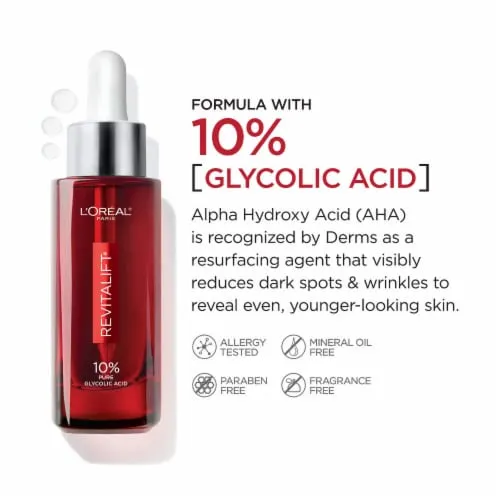 L'ORÉAL
PARIS
REVITALIFT®
10%
PURE
GLYCOLIC ACID
FORMULA WITH
10%
[GLYCOLIC ACID]
Alpha Hydroxy Acid (AHA)
is recognized by Derms as a
resurfacing agent that visibly
reduces dark spots & wrinkles to
reveal even, younger-looking skin.
ALLERGY
TESTED
MINERAL OIL
FREE
PARABEN
FREE
FRAGRANCE
FREE